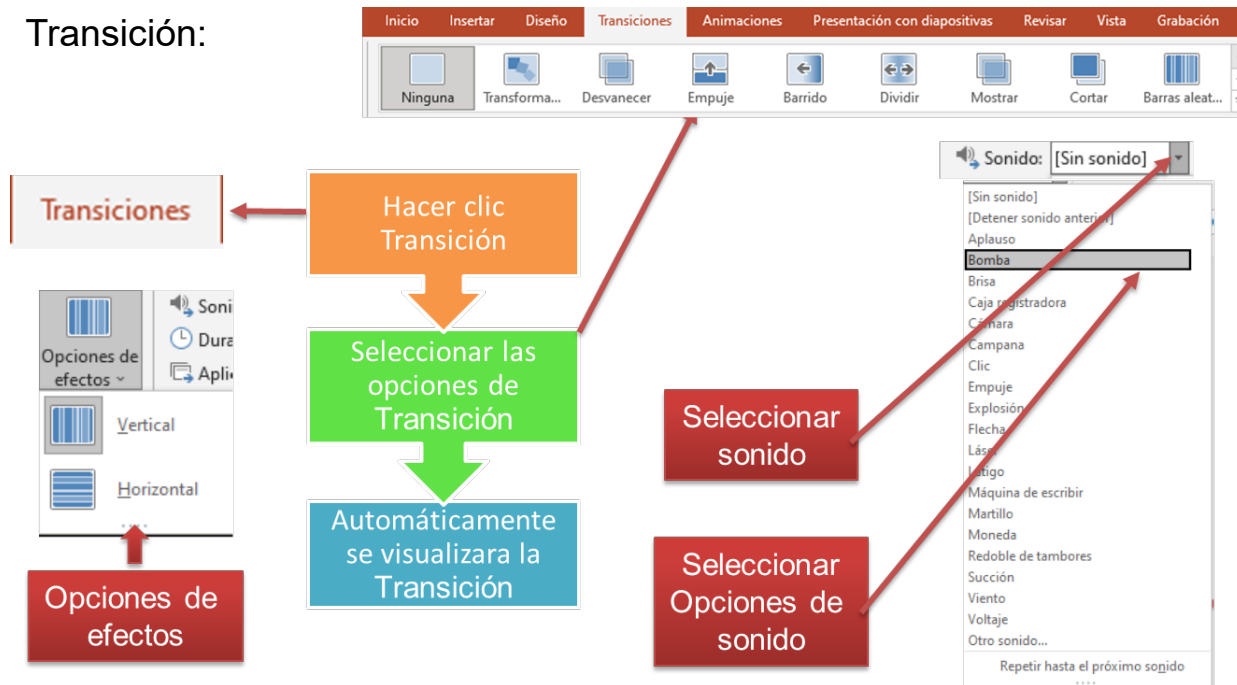 Transición:
Inicio Insertar Diseño Transiciones Animaciones Presentación con diapositivas Revisar Vista Grabación
Ninguna Transforma... Desvanecer Empuje Barrido Dividir Mostrar Cortar Barras aleat...
Transiciones
Hacer clic
Transición
Seleccionar las
opciones de
Transición
Automáticamente
se visualizara la
Transición
Opciones de
efectos
Soni
Dura
Apli
Vertical
Horizontal
Opciones de
efectos
Sonido: [Sin sonido]
[Sin sonido]
[Detener sonido anterior]
Aplauso
Bomba
Brisa
Caja registradora
Cámara
Campana
Clic
Empuje
Explosión
Flecha
Láser
Látigo
Máquina de escribir
Martillo
Moneda
Redoble de tambores
Succión
Viento
Voltaje
Otro sonido...
Repetir hasta el próximo sonido
Seleccionar
sonido
Seleccionar
Opciones de
sonido